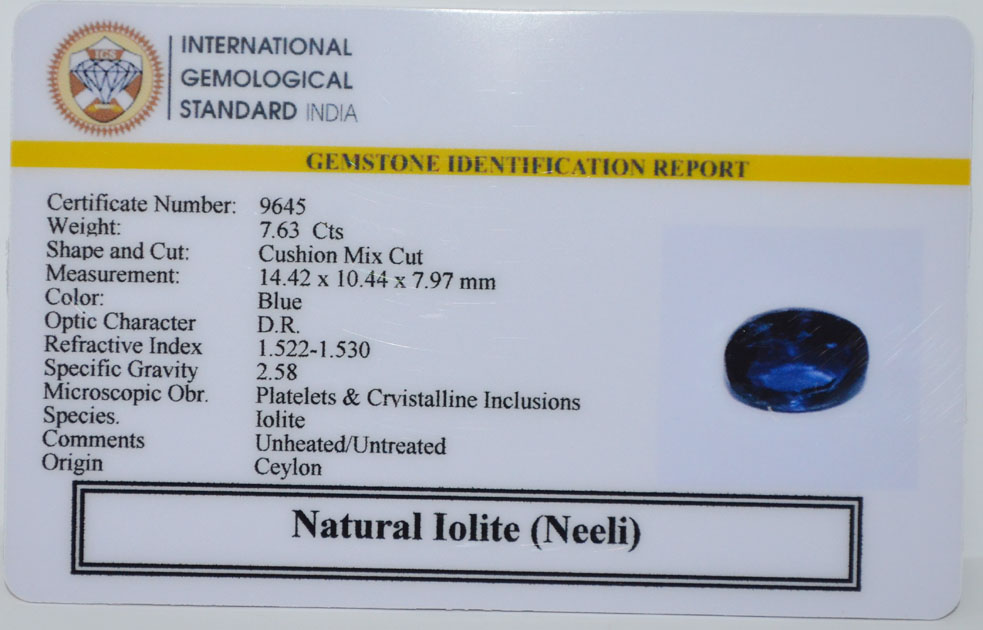 IGS
INTERNATIONAL
GEMOLOGICAL
STANDARD INDIA
GEMSTONE IDENTIFICATION REPORT
Certificate Number: 9645
Weight: 7.63 Cts
Shape and Cut: Cushion Mix Cut
Measurement: 14.42 x 10.44 x 7.97 mm
Color: Blue
Optic Character D.R.
Refractive Index 1.522-1.530
Specific Gravity 2.58
Microscopic Obr. Platelets & Crvistalline Inclusions
Species. Iolite
Comments Unheated/Untreated
Origin Ceylon
Natural Iolite (Neeli)